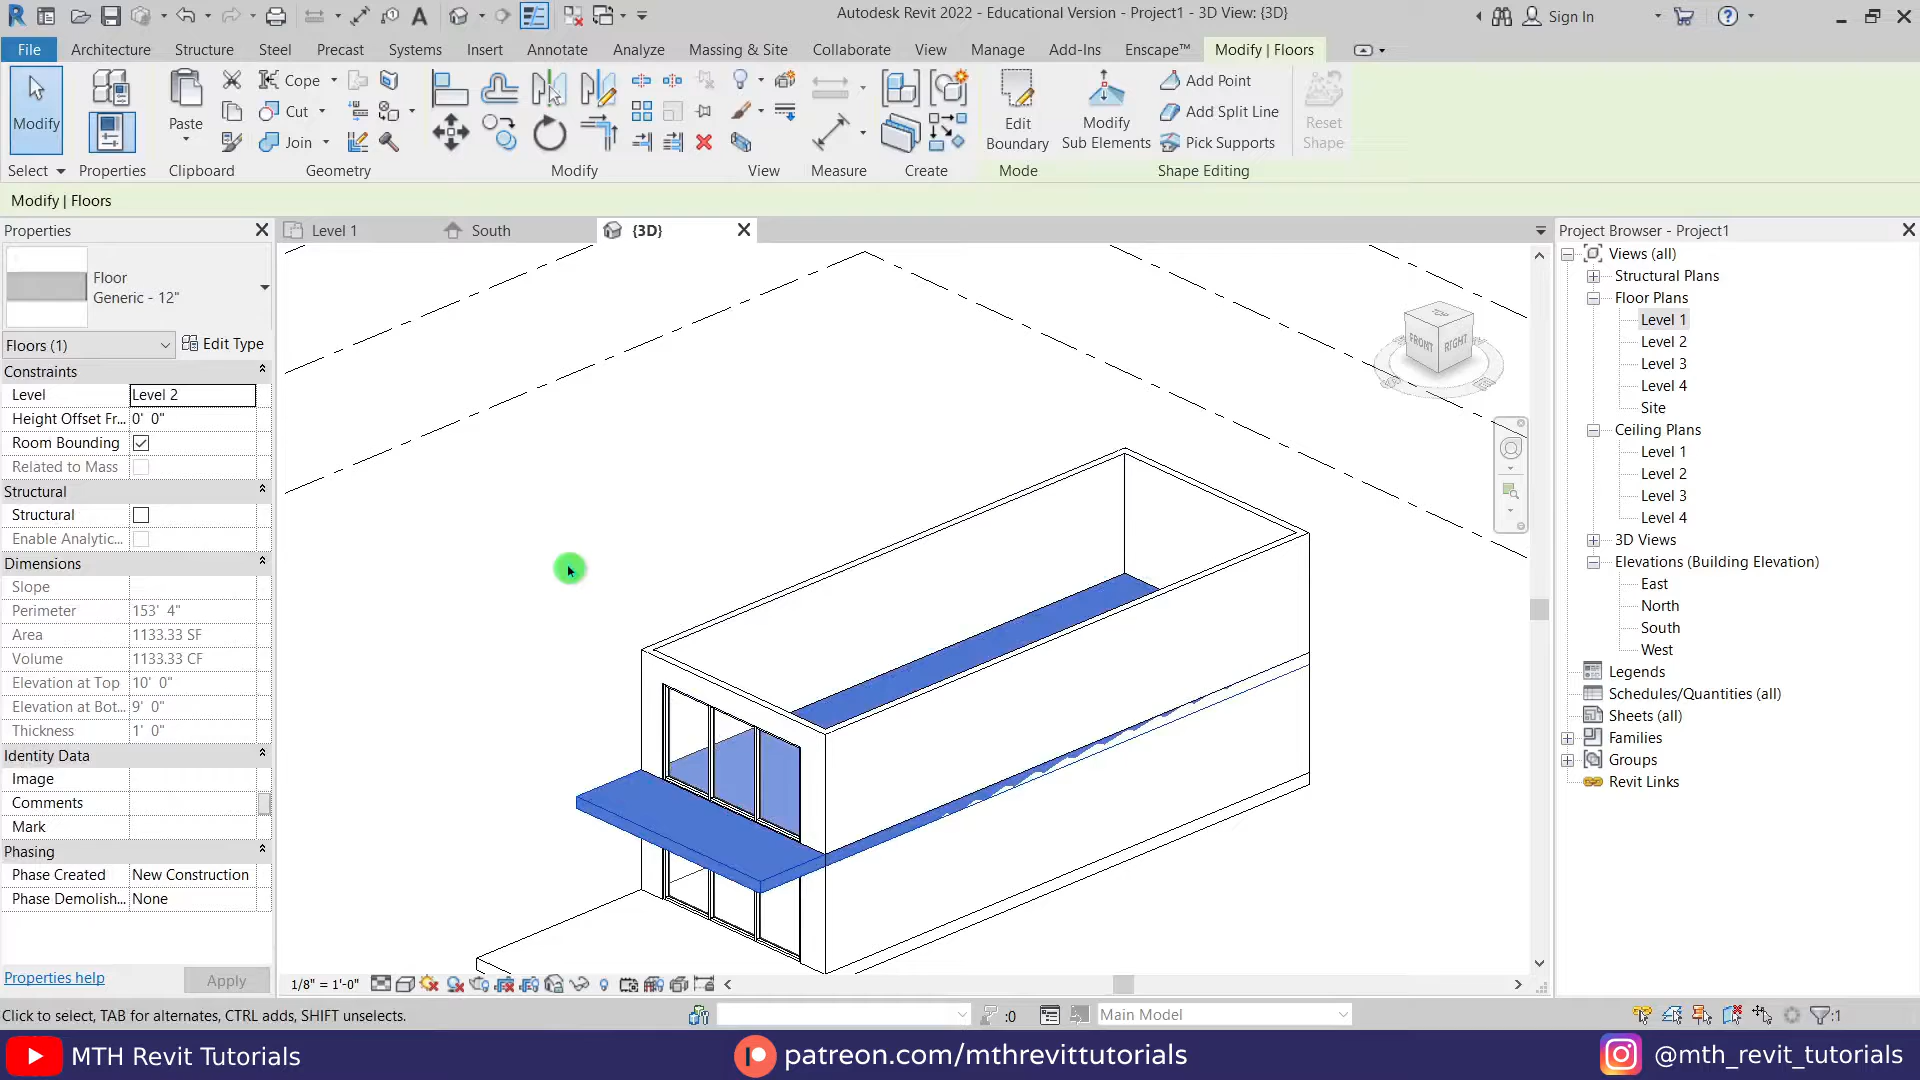 Autodesk Revit 2022 - Educational Version - Project1 - 3D View: {3D}
Sign In
File Architecture Structure Steel Precast Systems Insert Annotate Analyze Massing & Site Collaborate View Manage Add-Ins Enscape™ Modify | Floors
Modify
Paste
Cope
Cut
Join
Edit Boundary
Modify Sub Elements
Add Point
Add Split Line
Pick Supports
Reset Shape
Select Properties Clipboard Geometry Modify View Measure Create Mode Shape Editing
Modify | Floors
Properties
Level 1
South
{3D}
Project Browser - Project1
Floor
Generic - 12"
Floors (1)
Edit Type
Constraints
Level Level 2
Height Offset Fr... 0' 0"
Room Bounding
Related to Mass
Structural
Structural
Enable Analytic...
Dimensions
Slope
Perimeter 153' 4"
Area 1133.33 SF
Volume 1133.33 CF
Elevation at Top 10' 0"
Elevation at Bot... 9' 0"
Thickness 1' 0"
Identity Data
Image
Comments
Mark
Phasing
Phase Created New Construction
Phase Demolish... None
Properties help
Apply
TOP
FRONT
RIGHT
Views (all)
Structural Plans
Floor Plans
Level 1
Level 2
Level 3
Level 4
Site
Ceiling Plans
Level 1
Level 2
Level 3
Level 4
3D Views
Elevations (Building Elevation)
East
North
South
West
Legends
Schedules/Quantities (all)
Sheets (all)
Families
Groups
Revit Links
1/8" = 1'-0"
Click to select, TAB for alternates, CTRL adds, SHIFT unselects.
:0
Main Model
:1
MTH Revit Tutorials
patreon.com/mthrevittutorials
@mth_revit_tutorials